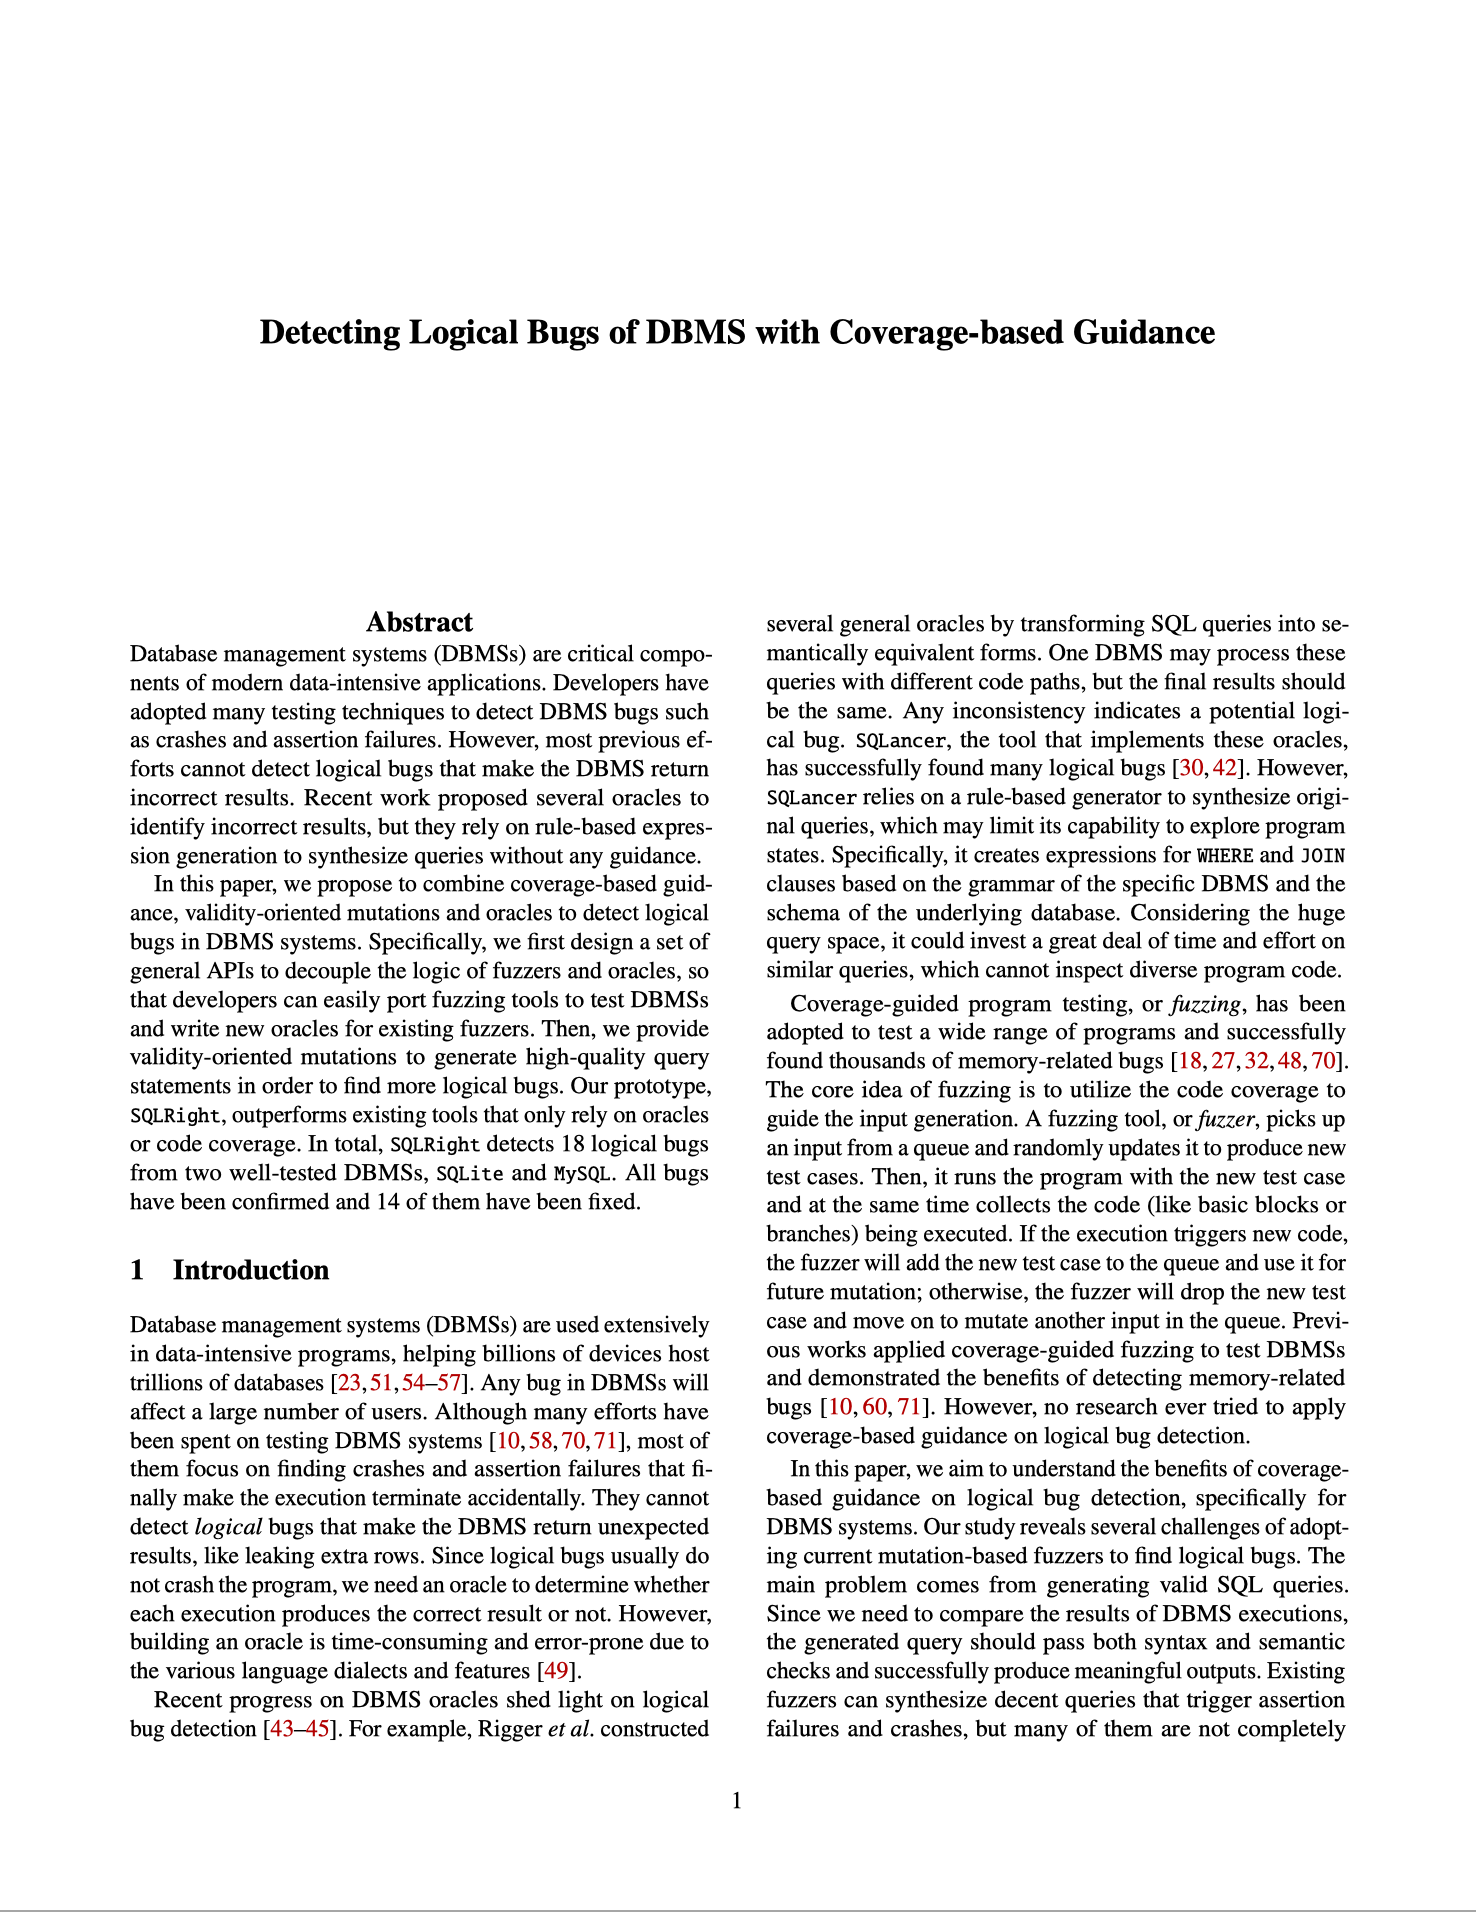 Detecting Logical Bugs of DBMS with Coverage-based Guidance
Abstract
Database management systems (DBMSs) are critical compo-
nents of modern data-intensive applications. Developers have
adopted many testing techniques to detect DBMS bugs such
as crashes and assertion failures. However, most previous ef-
forts cannot detect logical bugs that make the DBMS return
incorrect results. Recent work proposed several oracles to
identify incorrect results, but they rely on rule-based expres-
sion generation to synthesize queries without any guidance.
In this paper, we propose to combine coverage-based guid-
ance, validity-oriented mutations and oracles to detect logical
bugs in DBMS systems. Specifically, we first design a set of
general APIs to decouple the logic of fuzzers and oracles, so
that developers can easily port fuzzing tools to test DBMSs
and write new oracles for existing fuzzers. Then, we provide
validity-oriented mutations to generate high-quality query
statements in order to find more logical bugs. Our prototype,
SQLRight, outperforms existing tools that only rely on oracles
or code coverage. In total, SQLRight detects 18 logical bugs
from two well-tested DBMSs, SQLite and MySQL. All bugs
have been confirmed and 14 of them have been fixed.
1 Introduction
Database management systems (DBMSs) are used extensively
in data-intensive programs, helping billions of devices host
trillions of databases [23,51,54–57]. Any bug in DBMSs will
affect a large number of users. Although many efforts have
been spent on testing DBMS systems [10,58,70,71], most of
them focus on finding crashes and assertion failures that fi-
nally make the execution terminate accidentally. They cannot
detect logical bugs that make the DBMS return unexpected
results, like leaking extra rows. Since logical bugs usually do
not crash the program, we need an oracle to determine whether
each execution produces the correct result or not. However,
building an oracle is time-consuming and error-prone due to
the various language dialects and features [49].
Recent progress on DBMS oracles shed light on logical
bug detection [43–45]. For example, Rigger et al. constructed
several general oracles by transforming SQL queries into se-
mantically equivalent forms. One DBMS may process these
queries with different code paths, but the final results should
be the same. Any inconsistency indicates a potential logi-
cal bug. SQLancer, the tool that implements these oracles,
has successfully found many logical bugs [30,42]. However,
SQLancer relies on a rule-based generator to synthesize origi-
nal queries, which may limit its capability to explore program
states. Specifically, it creates expressions for WHERE and JOIN
clauses based on the grammar of the specific DBMS and the
schema of the underlying database. Considering the huge
query space, it could invest a great deal of time and effort on
similar queries, which cannot inspect diverse program code.
Coverage-guided program testing, or fuzzing, has been
adopted to test a wide range of programs and successfully
found thousands of memory-related bugs [18,27,32,48,70].
The core idea of fuzzing is to utilize the code coverage to
guide the input generation. A fuzzing tool, or fuzzer, picks up
an input from a queue and randomly updates it to produce new
test cases. Then, it runs the program with the new test case
and at the same time collects the code (like basic blocks or
branches) being executed. If the execution triggers new code,
the fuzzer will add the new test case to the queue and use it for
future mutation; otherwise, the fuzzer will drop the new test
case and move on to mutate another input in the queue. Previ-
ous works applied coverage-guided fuzzing to test DBMSs
and demonstrated the benefits of detecting memory-related
bugs [10,60,71]. However, no research ever tried to apply
coverage-based guidance on logical bug detection.
In this paper, we aim to understand the benefits of coverage-
based guidance on logical bug detection, specifically for
DBMS systems. Our study reveals several challenges of adopt-
ing current mutation-based fuzzers to find logical bugs. The
main problem comes from generating valid SQL queries.
Since we need to compare the results of DBMS executions,
the generated query should pass both syntax and semantic
checks and successfully produce meaningful outputs. Existing
fuzzers can synthesize decent queries that trigger assertion
failures and crashes, but many of them are not completely
1